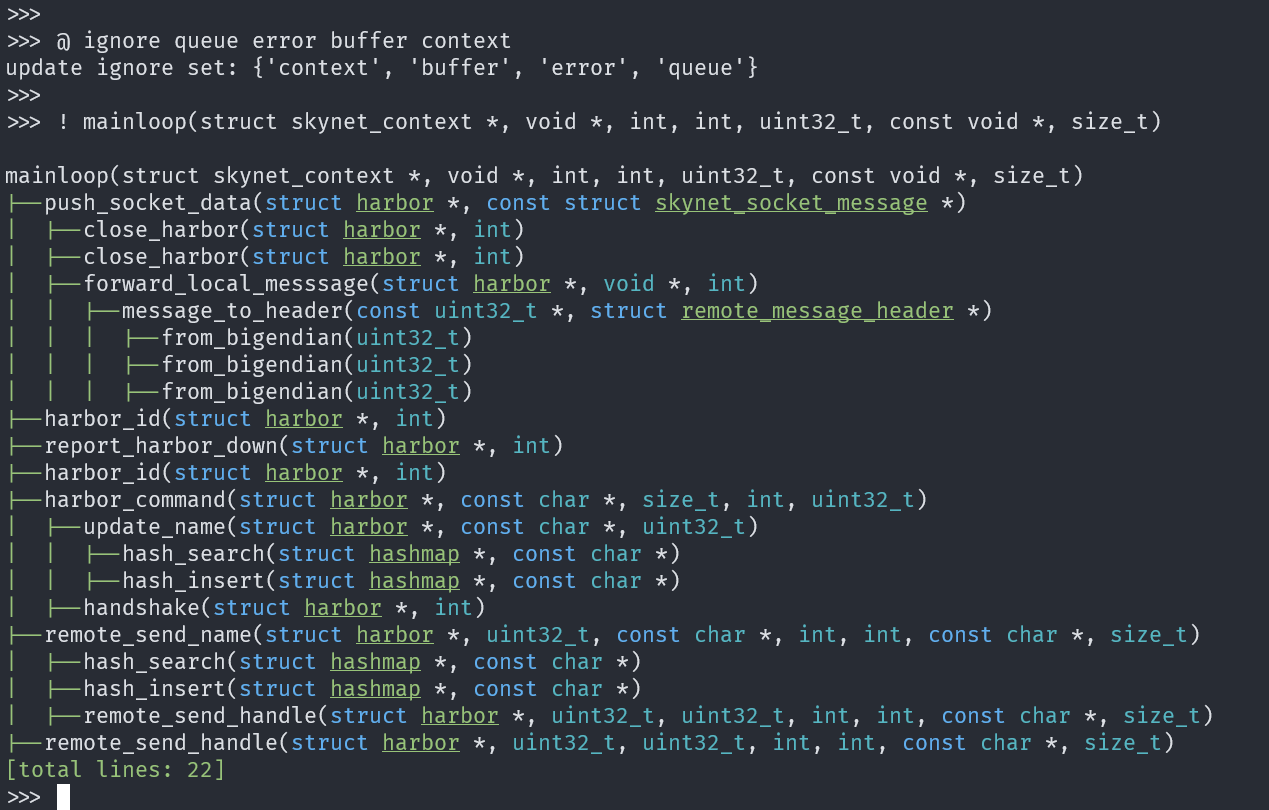 >>>
>>> @ ignore queue error buffer context
update ignore set: {'context', 'buffer', 'error', 'queue'}
>>>
>>> ! mainloop(struct skynet_context *, void *, int, int, uint32_t, const void *, size_t)

mainloop(struct skynet_context *, void *, int, int, uint32_t, const void *, size_t)
├──push_socket_data(struct harbor *, const struct skynet_socket_message *)
│  ├──close_harbor(struct harbor *, int)
│  ├──close_harbor(struct harbor *, int)
│  ├──forward_local_messsage(struct harbor *, void *, int)
│  │  ├──message_to_header(const uint32_t *, struct remote_message_header *)
│  │  │  ├──from_bigendian(uint32_t)
│  │  │  ├──from_bigendian(uint32_t)
│  │  │  ├──from_bigendian(uint32_t)
├──harbor_id(struct harbor *, int)
├──report_harbor_down(struct harbor *, int)
├──harbor_id(struct harbor *, int)
├──harbor_command(struct harbor *, const char *, size_t, int, uint32_t)
│  ├──update_name(struct harbor *, const char *, uint32_t)
│  │  ├──hash_search(struct hashmap *, const char *)
│  │  ├──hash_insert(struct hashmap *, const char *)
│  ├──handshake(struct harbor *, int)
├──remote_send_name(struct harbor *, uint32_t, const char *, int, int, const char *, size_t)
│  ├──hash_search(struct hashmap *, const char *)
│  ├──hash_insert(struct hashmap *, const char *)
│  ├──remote_send_handle(struct harbor *, uint32_t, uint32_t, int, int, const char *, size_t)
├──remote_send_handle(struct harbor *, uint32_t, uint32_t, int, int, const char *, size_t)
[total lines: 22]
>>>